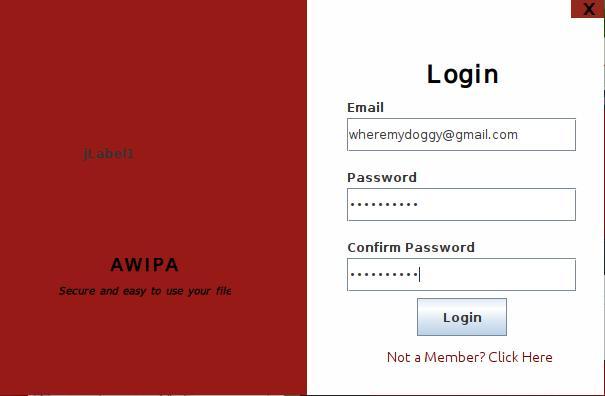 X
Login
Email
wheremydoggy@gmail.com
Password
••••••••••
Confirm Password
••••••••••
Login
Not a Member? Click Here
jLabel1
AWIPA
Secure and easy to use your file